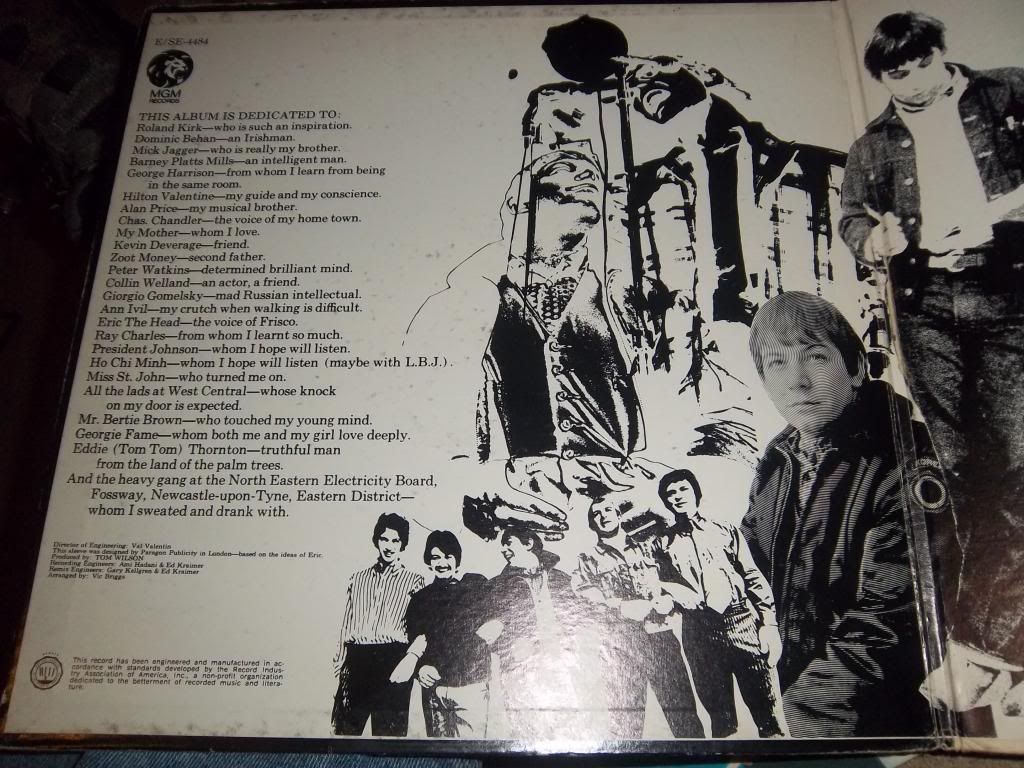 E/SE-4484
MGM
RECORDS
THIS ALBUM IS DEDICATED TO:
Roland Kirk—who is such an inspiration.
Dominic Behan—an Irishman.
Mick Jagger—who is really my brother.
Barney Platts Mills—an intelligent man.
George Harrison—from whom I learn from being
in the same room.
Hilton Valentine—my guide and my conscience.
Alan Price—my musical brother.
Chas. Chandler—the voice of my home town.
My Mother—whom I love.
Kevin Deverage—friend.
Zoot Money—second father.
Peter Watkins—determined brilliant mind.
Collin Welland—an actor, a friend.
Giorgio Gomelsky—mad Russian intellectual.
Ann Ivil—my crutch when walking is difficult.
Eric The Head—the voice of Frisco.
Ray Charles—from whom I learnt so much.
President Johnson—whom I hope will listen.
Ho Chi Minh—whom I hope will listen (maybe with L.B.J.).
Miss St. John—who turned me on.
All the lads at West Central—whose knock
on my door is expected.
Mr. Bertie Brown—who touched my young mind.
Georgie Fame—whom both me and my girl love deeply.
Eddie (Tom Tom) Thornton—truthful man
from the land of the palm trees.
And the heavy gang at the North Eastern Electricity Board,
Fossway, Newcastle-upon-Tyne, Eastern District—
whom I sweated and drank with.
Director of Engineering: Val Valentin
This sleeve was designed by Paragon Publicity in London—based on the ideas of Eric.
Produced by: TOM WILSON
Recording Engineers: Ami Hadani & Ed Kraimer
Remix Engineers: Gary Kellgren & Ed Kraimer
Arranged by: Vic Briggs
This record has been engineered and manufactured in ac-
cordance with standards developed by the Record Indus-
try Association of America, Inc., a non-profit organization
dedicated to the betterment of recorded music and litera-
ture.